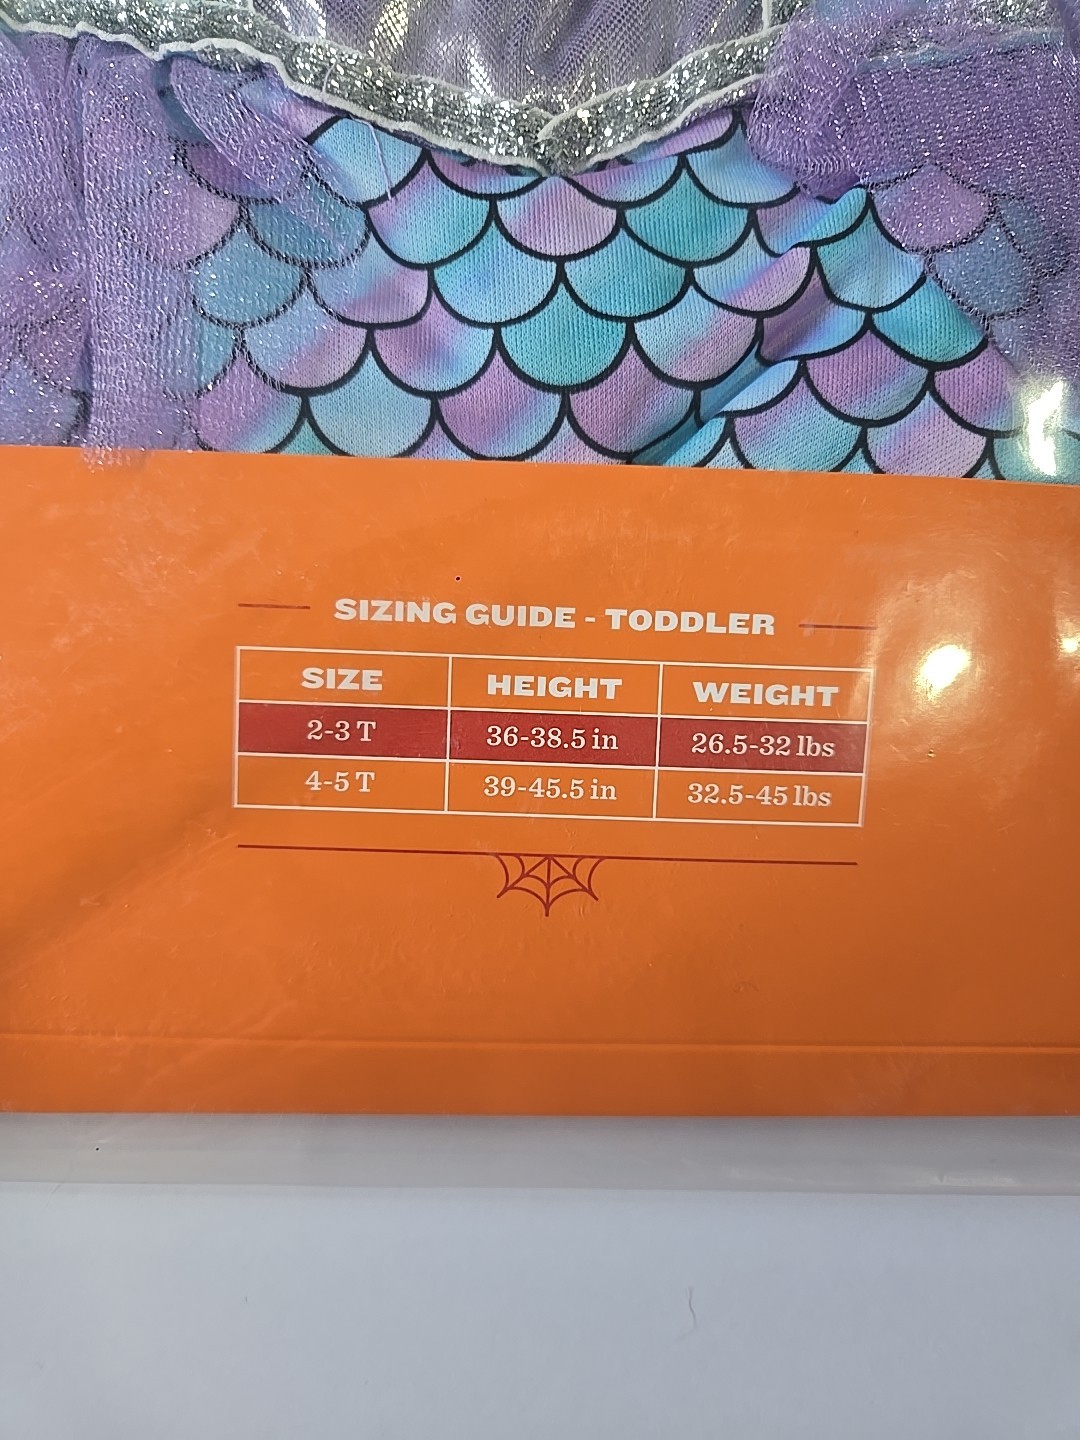 SIZING GUIDE - TODDLER
SIZE HEIGHT WEIGHT
2-3 T 36-38.5 in 26.5-32 lbs
4-5 T 39-45.5 in 32.5-45 lbs